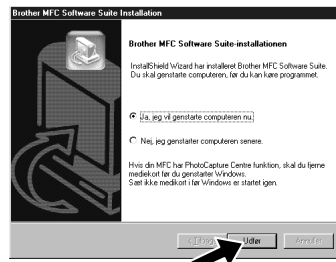 Brother MFC Software Suite Installation
Brother MFC Software Suite-installationen
InstallShield Wizard har installeret Brother MFC Software Suite.
Du skal genstarte computeren, før du kan køre programmet.
Ja, jeg vil genstarte computeren nu.
Nej, jeg genstarter computeren senere.
Hvis din MFC har PhotoCapture Centre funktion, skal du fjerne
mediekort før du genstarter Windows.
Sæt ikke medikort i før Windows er startet igen.
< Tilbage Udfør Annuller